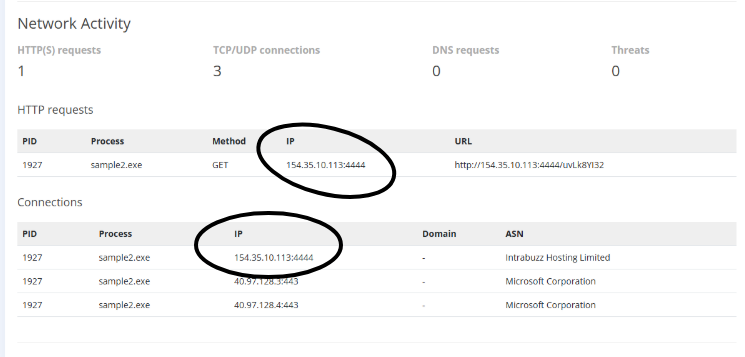 Network Activity
HTTP(S) requests TCP/UDP connections DNS requests Threats
1 3 0 0
HTTP requests
PID Process Method IP URL
1927 sample2.exe GET 154.35.10.113:4444 http://154.35.10.113:4444/uvLk8YI32
Connections
PID Process IP Domain ASN
1927 sample2.exe 154.35.10.113:4444 - Intrabuzz Hosting Limited
1927 sample2.exe 40.97.128.3:443 - Microsoft Corporation
1927 sample2.exe 40.97.128.4:443 - Microsoft Corporation